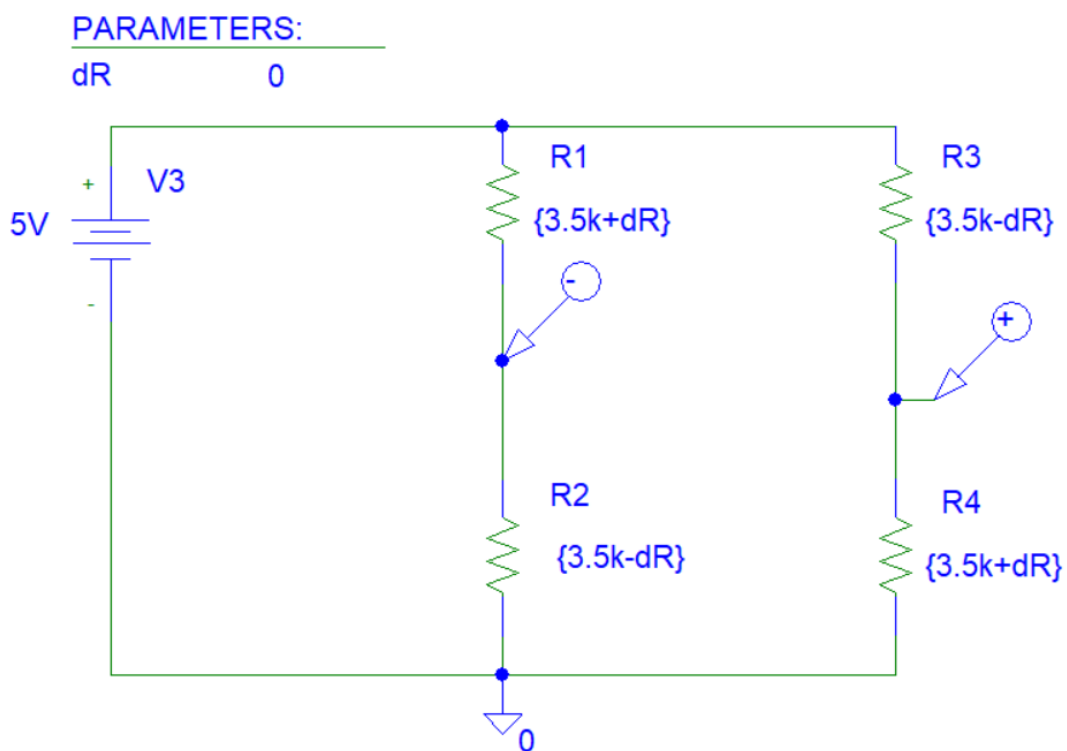 PARAMETERS:
dR 0
R1
R3
+
V3
5V
{3.5k+dR}
{3.5k-dR}
-
-
+
R2
R4
{3.5k-dR}
{3.5k+dR}
0